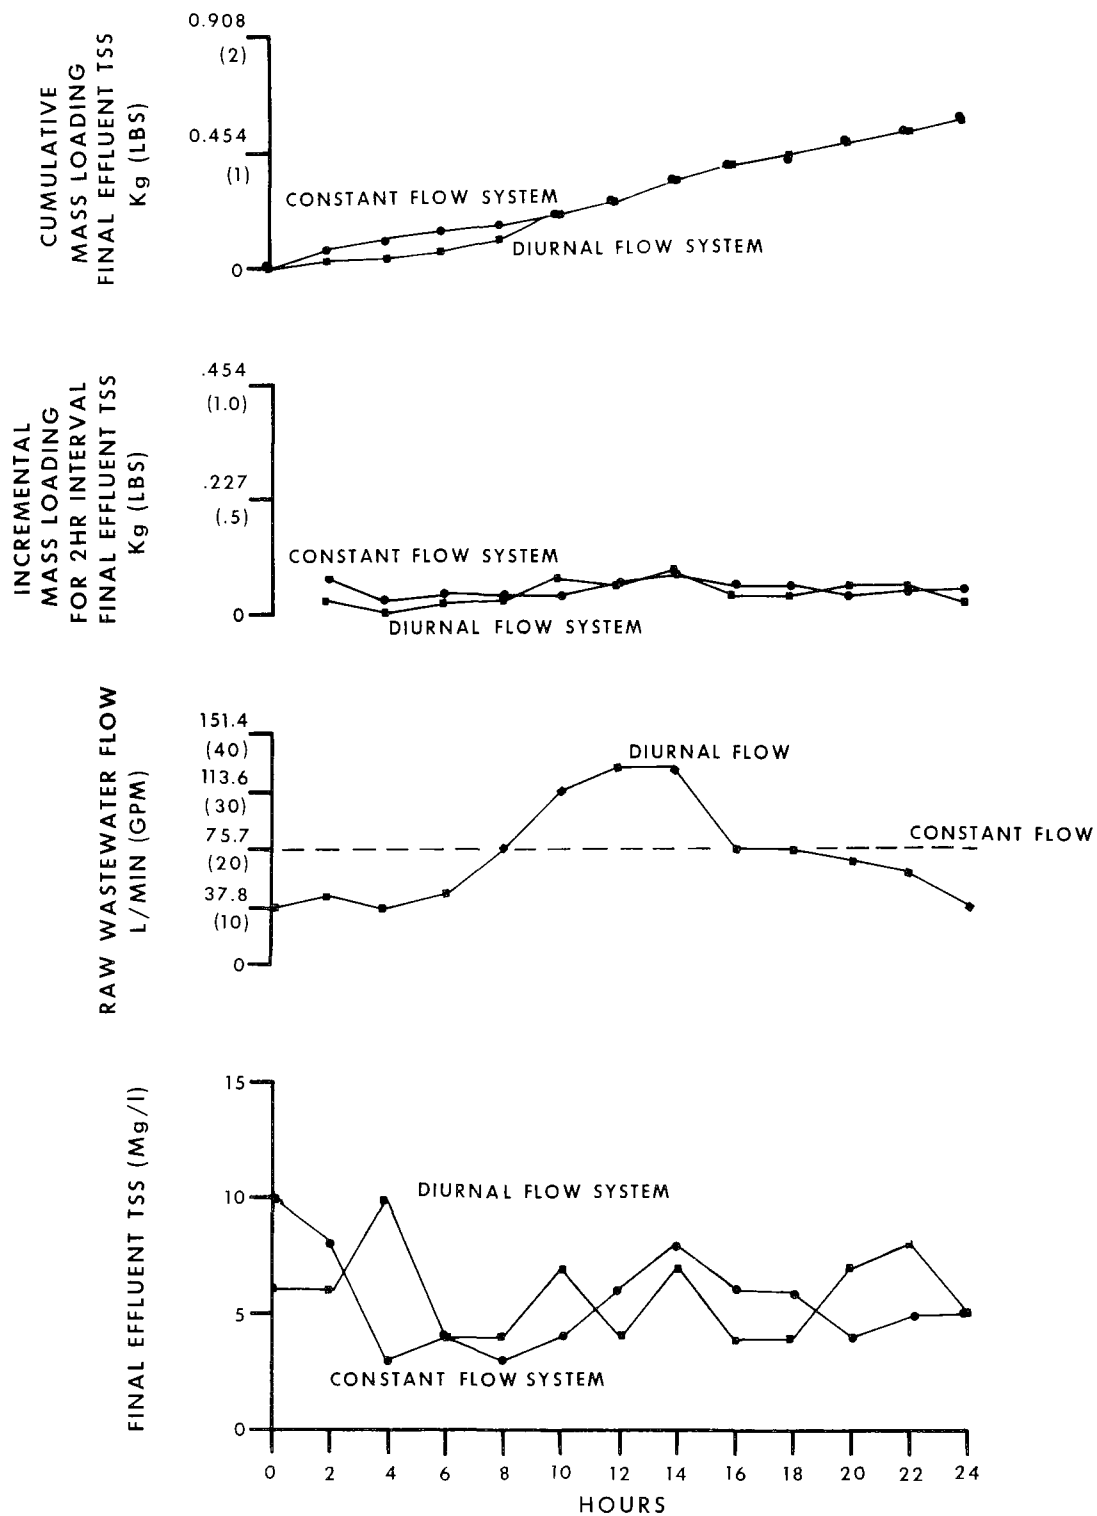 CUMULATIVE
MASS LOADING
FINAL EFFLUENT TSS
Kg (LBS)
0.908
(2)
0.454
(1)
0
CONSTANT FLOW SYSTEM
DIURNAL FLOW SYSTEM
INCREMENTAL
MASS LOADING
FOR 2HR INTERVAL
FINAL EFFLUENT TSS
Kg (LBS)
.454
(1.0)
.227
(.5)
0
CONSTANT FLOW SYSTEM
DIURNAL FLOW SYSTEM
RAW WASTEWATER FLOW
L/MIN (GPM)
151.4
(40)
113.6
(30)
75.7
(20)
37.8
(10)
0
DIURNAL FLOW
CONSTANT FLOW
FINAL EFFLUENT TSS (Mg/l)
15
10
5
0
DIURNAL FLOW SYSTEM
CONSTANT FLOW SYSTEM
0 2 4 6 8 10 12 14 16 18 20 22 24
HOURS